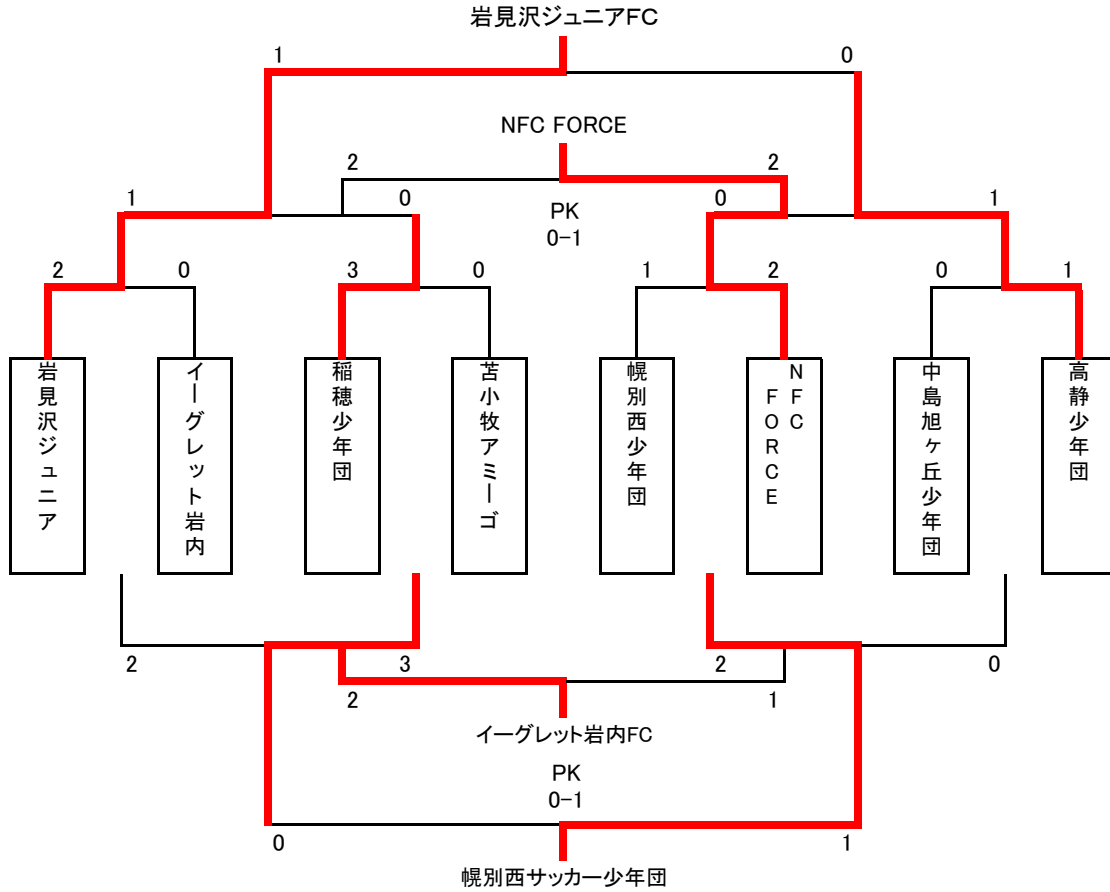 岩見沢ジュニアFC
1
0
NFC FORCE
2
2
1
0
PK
0-1
0
1
2
0
3
0
1
2
0
1
岩見沢ジュニア
イーグレット岩内
稲穂少年団
苫小牧アミーゴ
幌別西少年団
NFC
FORCE
中島旭ヶ丘少年団
高静少年団
2
3
2
0
2
1
イーグレット岩内FC
PK
0-1
0
1
幌別西サッカー少年団